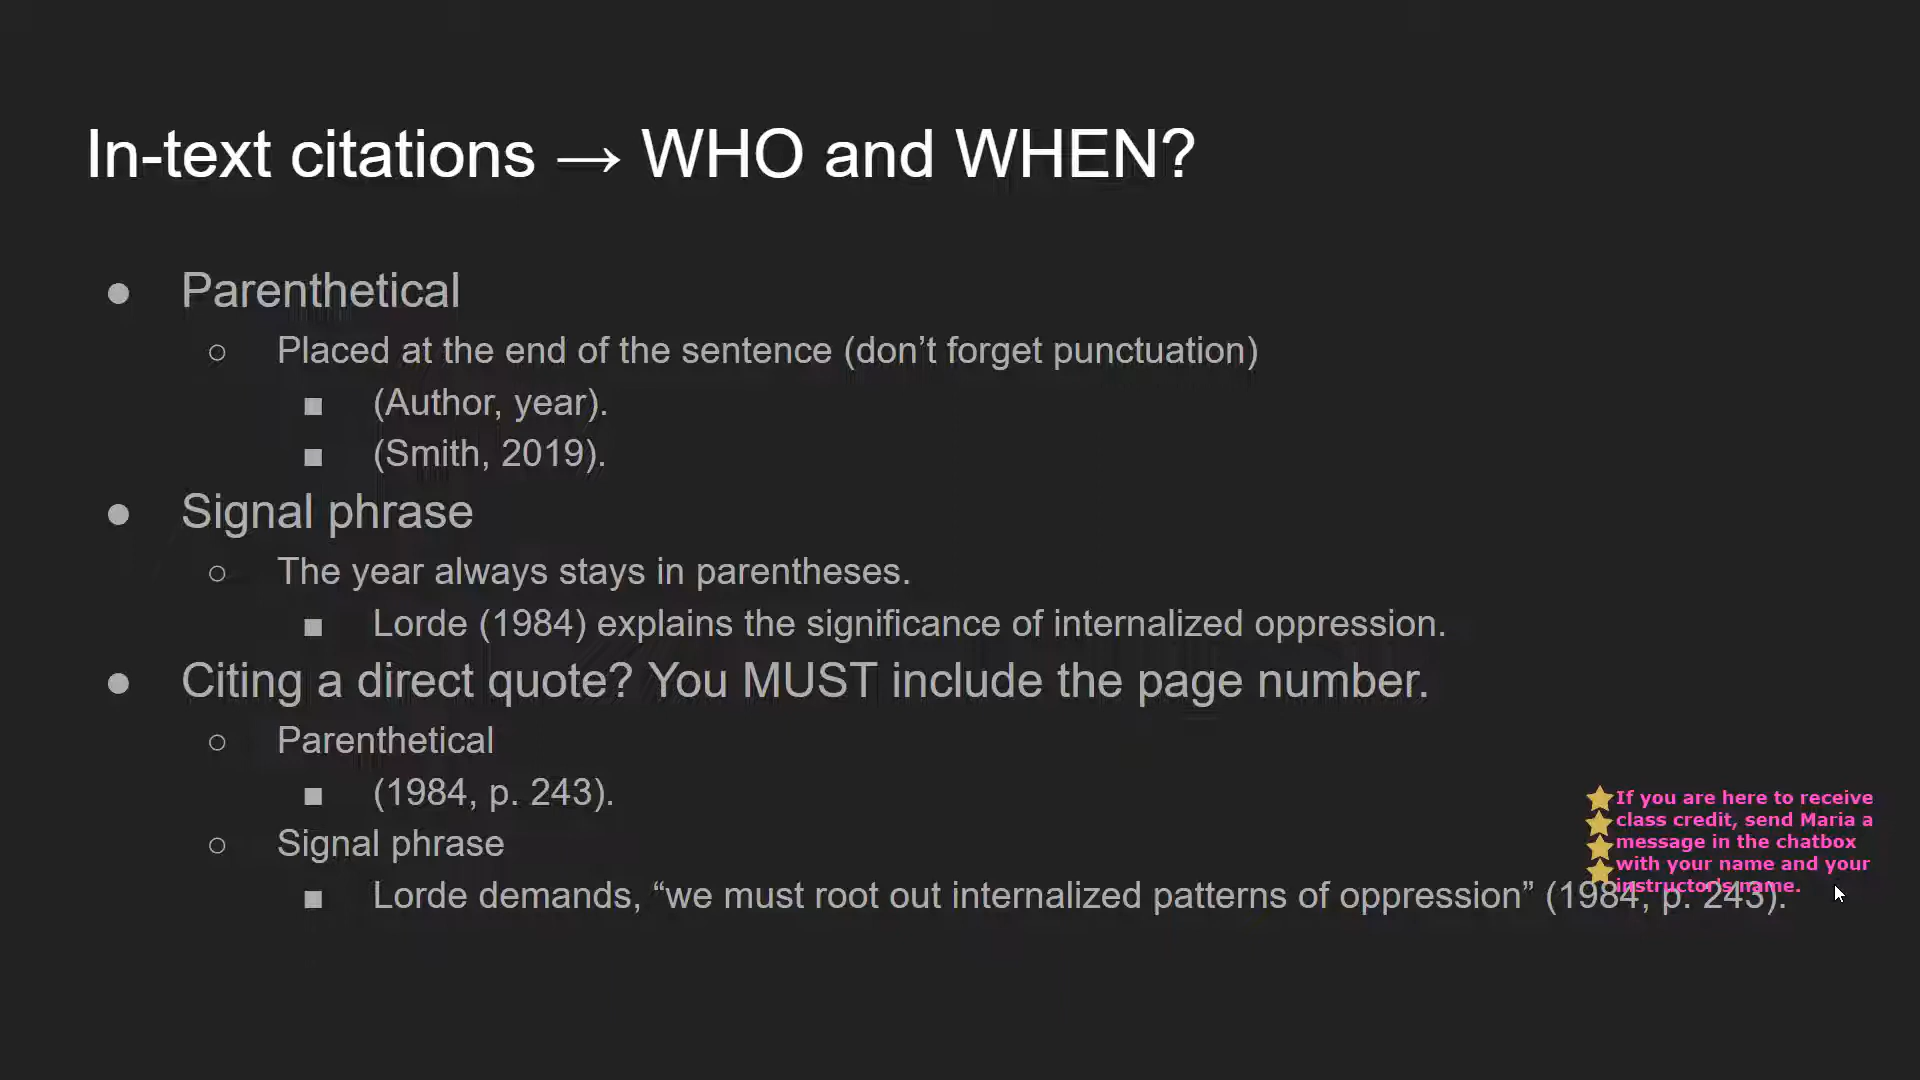 In-text citations → WHO and WHEN?
● Parenthetical
○ Placed at the end of the sentence (don’t forget punctuation)
■ (Author, year).
■ (Smith, 2019).
● Signal phrase
○ The year always stays in parentheses.
■ Lorde (1984) explains the significance of internalized oppression.
● Citing a direct quote? You MUST include the page number.
○ Parenthetical
■ (1984, p. 243).
○ Signal phrase
■ Lorde demands, “we must root out internalized patterns of oppression” (1984, p. 243).
If you are here to receive
class credit, send Maria a
message in the chatbox
with your name and your
instructor's name.